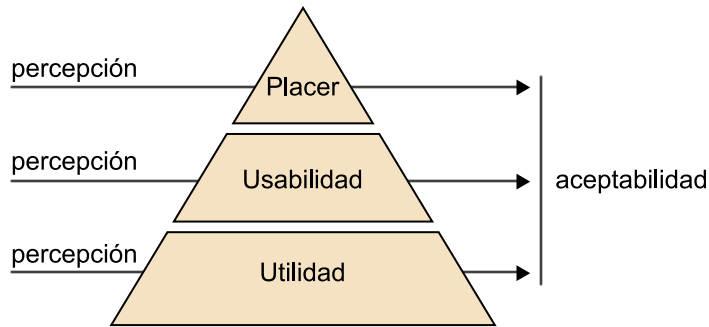 percepción
Placer
percepción
Usabilidad
aceptabilidad
percepción
Utilidad